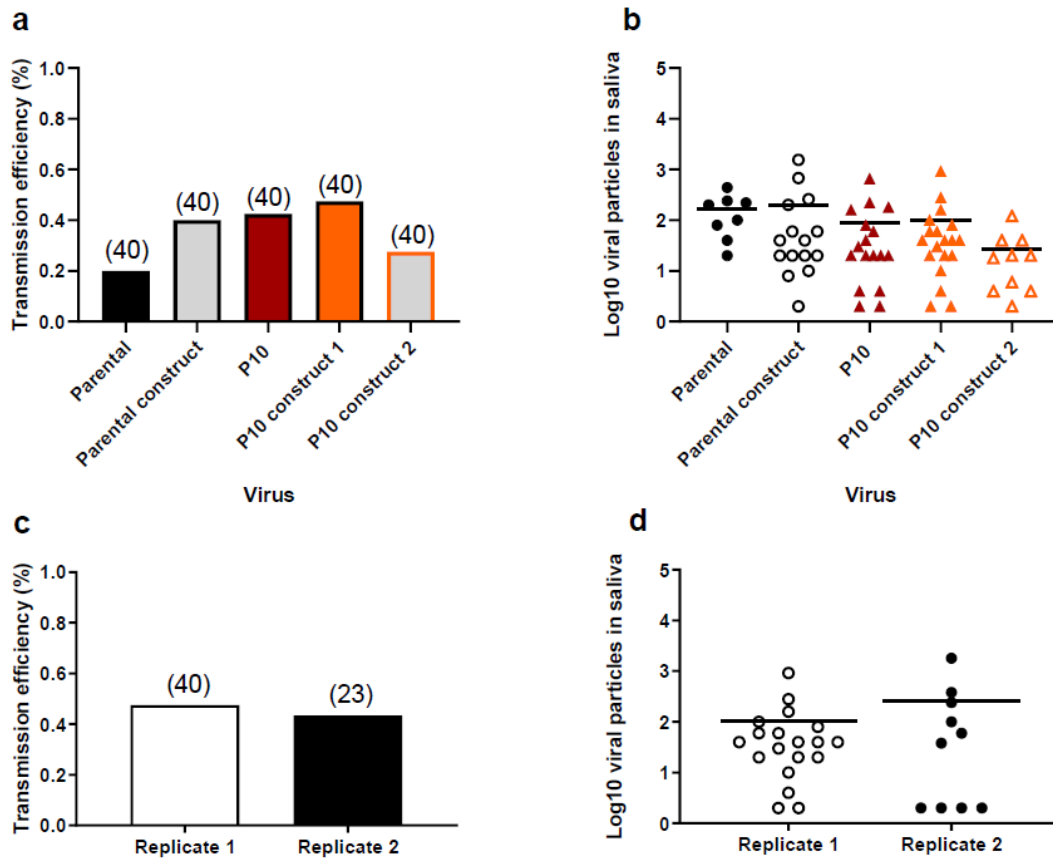 a
Transmission efficiency (%)
1.0
0.8
0.6
0.4
0.2
0.0
(40)
(40)
(40)
(40)
(40)
Parental
Parental construct
P10
P10 construct 1
P10 construct 2
Virus
b
Log10 viral particles in saliva
5
4
3
2
1
0
Parental
Parental construct
P10
P10 construct 1
P10 construct 2
Virus
c
Transmission efficiency (%)
1.0
0.8
0.6
0.4
0.2
0.0
(40)
(23)
Replicate 1
Replicate 2
d
Log10 viral particles in saliva
5
4
3
2
1
0
Replicate 1
Replicate 2